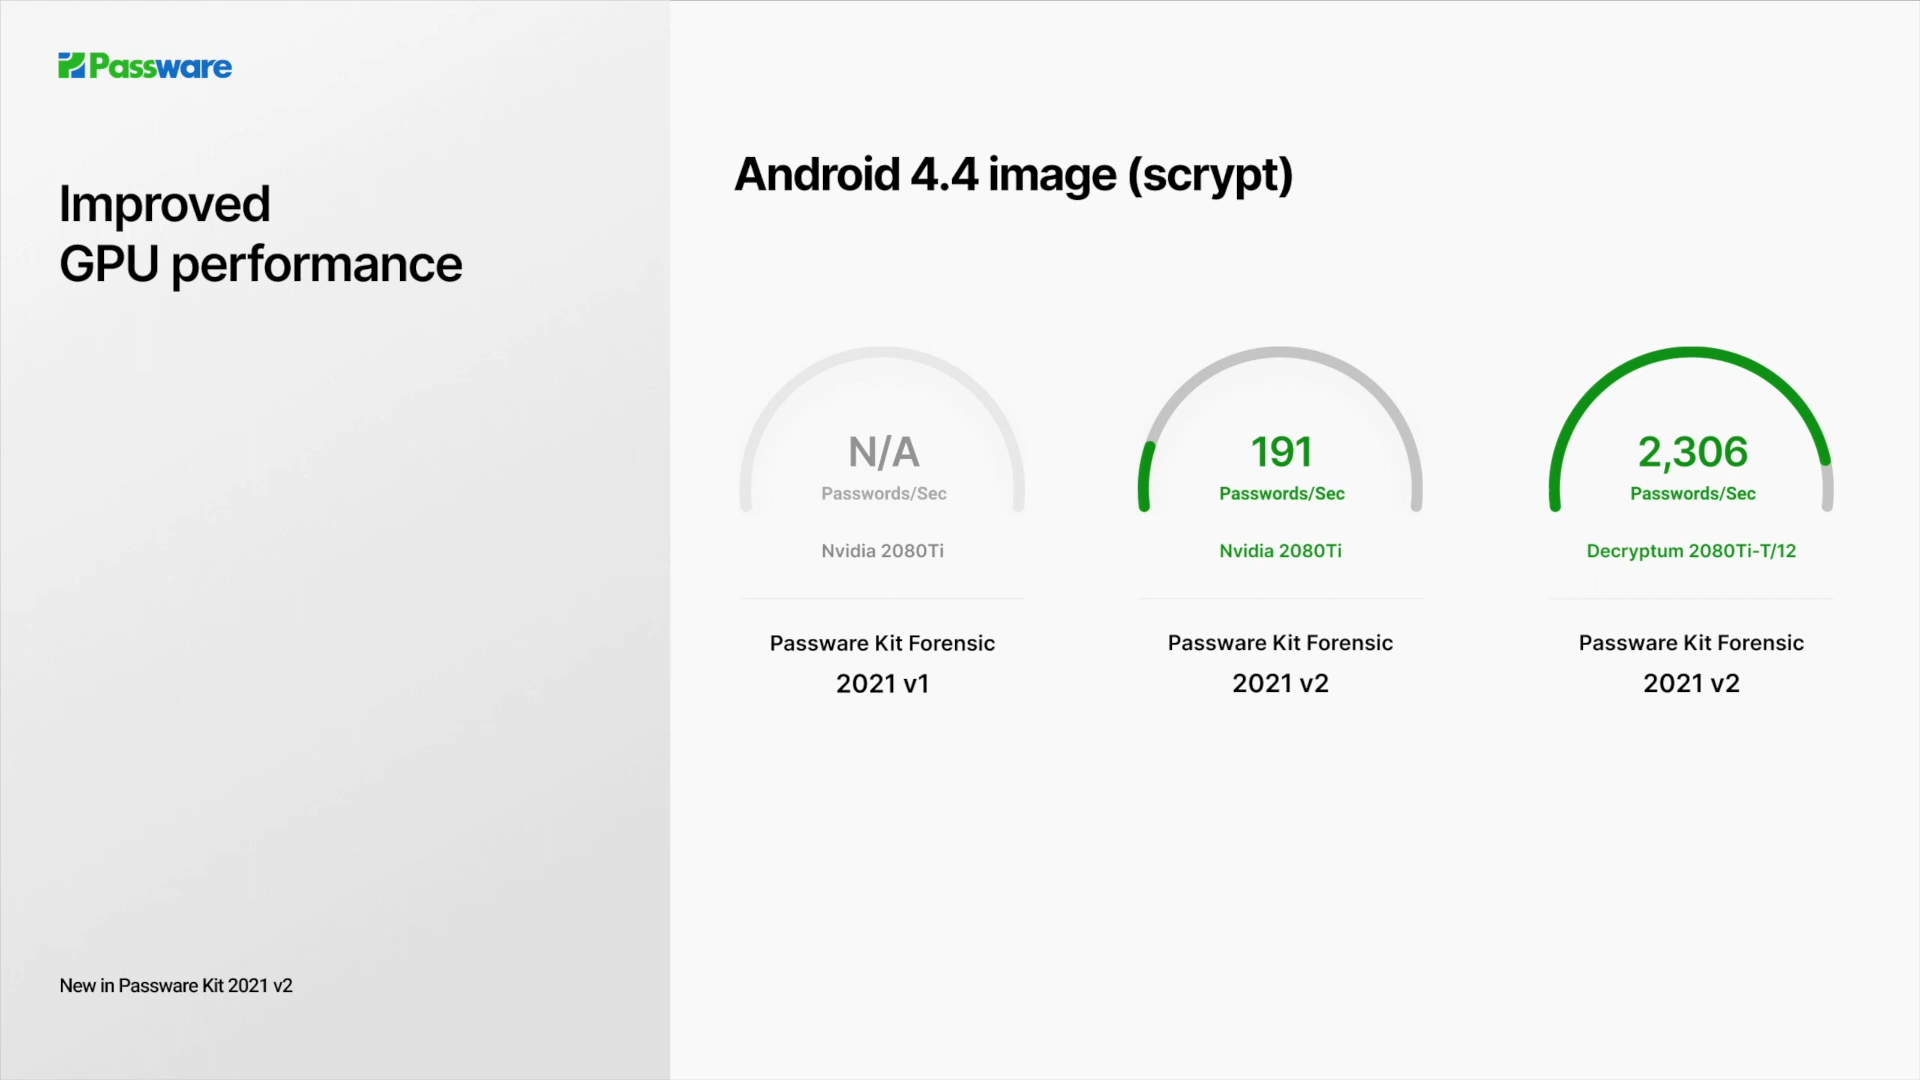 Passware
Improved
GPU performance
New in Passware Kit 2021 v2
Android 4.4 image (scrypt)
N/A
Passwords/Sec
Nvidia 2080Ti
Passware Kit Forensic
2021 v1
191
Passwords/Sec
Nvidia 2080Ti
Passware Kit Forensic
2021 v2
2,306
Passwords/Sec
Decryptum 2080Ti-T/12
Passware Kit Forensic
2021 v2